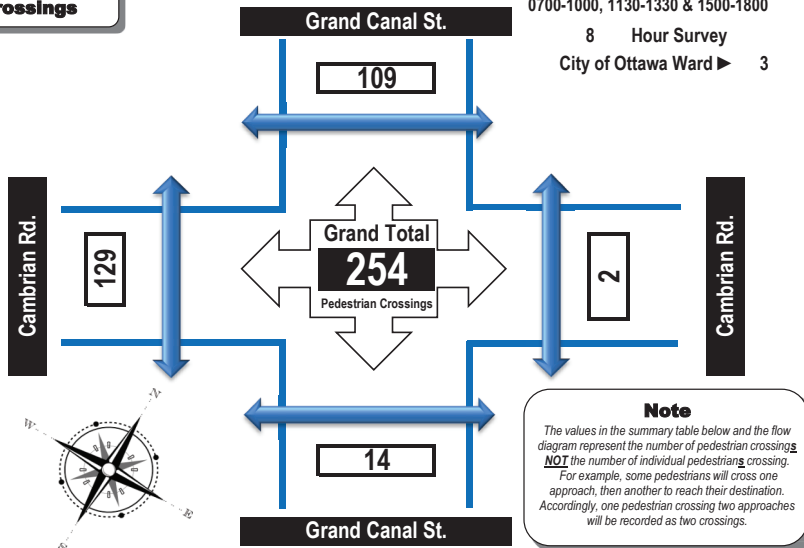 rossings
Grand Canal St.
0700-1000, 1130-1330 & 1500-1800
8 Hour Survey
City of Ottawa Ward ► 3
109
Cambrian Rd.
129
Grand Total
254
Pedestrian Crossings
2
Cambrian Rd.
N
W
E
S
14
Grand Canal St.
Note
The values in the summary table below and the flow
diagram represent the number of pedestrian crossings
NOT the number of individual pedestrians crossing.
For example, some pedestrians will cross one
approach, then another to reach their destination.
Accordingly, one pedestrian crossing two approaches
will be recorded as two crossings.